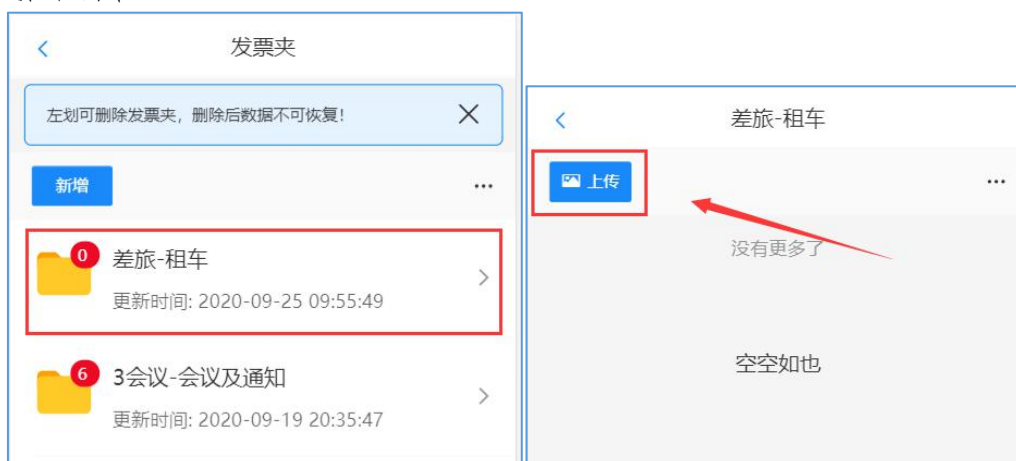 发票夹
左划可删除发票夹，删除后数据不可恢复！
新增
0
差旅-租车
更新时间: 2020-09-25 09:55:49
6
3会议-会议及通知
更新时间: 2020-09-19 20:35:47
差旅-租车
上传
没有更多了
空空如也